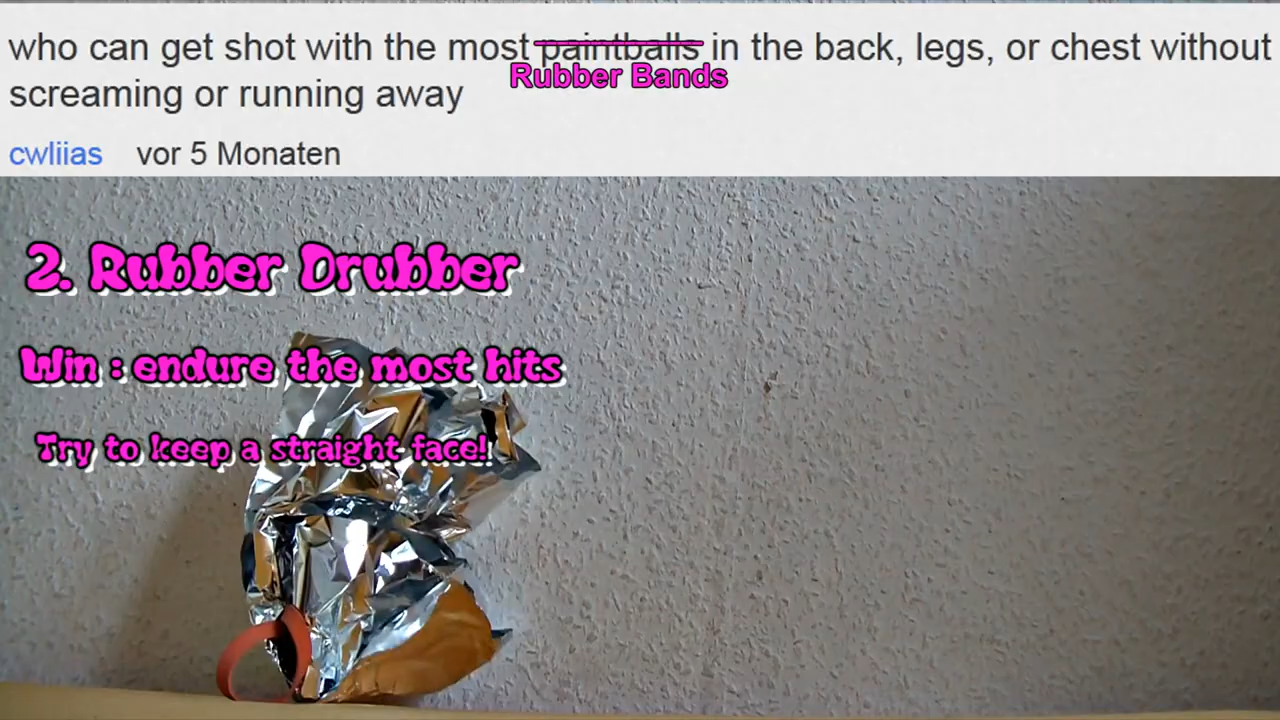 who can get shot with the most paintballs in the back, legs, or chest without
Rubber Bands
screaming or running away
cwliias vor 5 Monaten
2. Rubber Drubber
Win : endure the most hits
Try to keep a straight face!